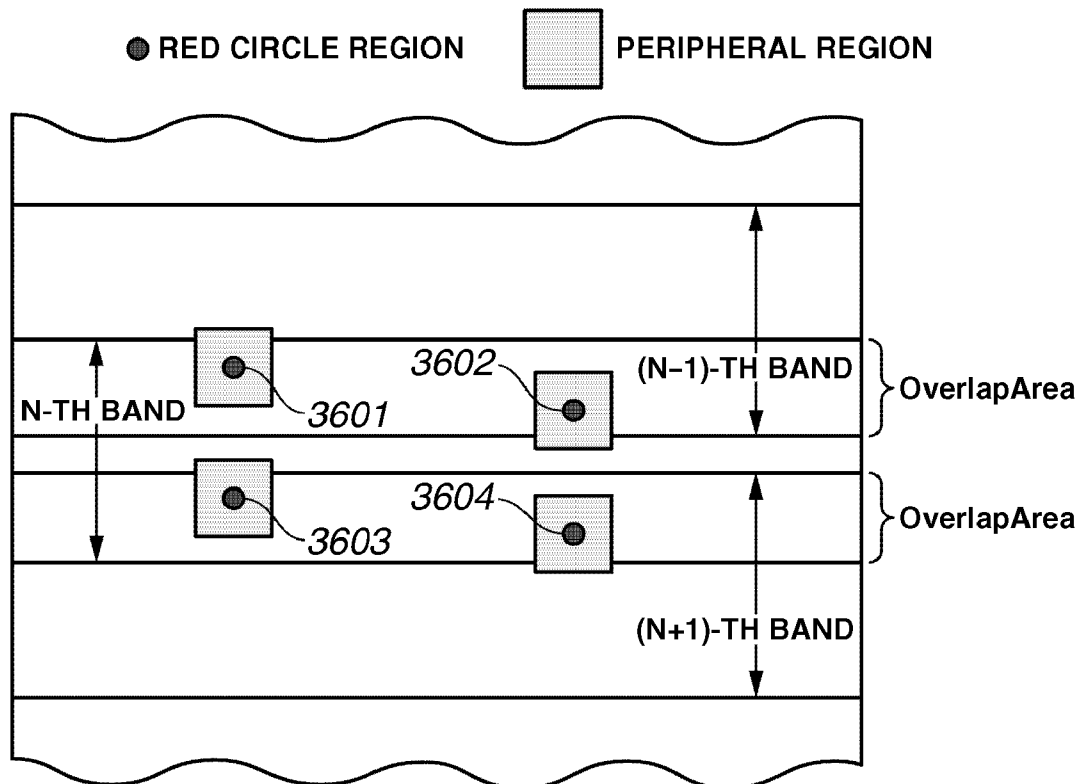 RED CIRCLE REGION
PERIPHERAL REGION
3602
(N–1)-TH BAND
OverlapArea
N-TH BAND
3601
3604
OverlapArea
3603
(N+1)-TH BAND